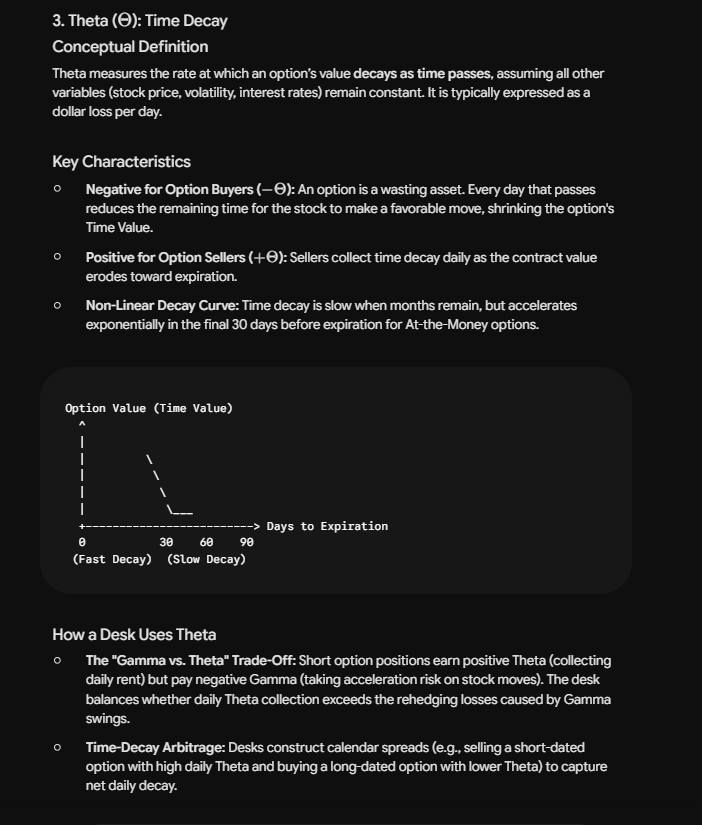 3. Theta (Θ): Time Decay
Conceptual Definition
Theta measures the rate at which an option's value decays as time passes, assuming all other
variables (stock price, volatility, interest rates) remain constant. It is typically expressed as a
dollar loss per day.
Key Characteristics
Negative for Option Buyers (−Θ): An option is a wasting asset. Every day that passes
reduces the remaining time for the stock to make a favorable move, shrinking the option's
Time Value.
Positive for Option Sellers (+Θ): Sellers collect time decay daily as the contract value
erodes toward expiration.
Non-Linear Decay Curve: Time decay is slow when months remain, but accelerates
exponentially in the final 30 days before expiration for At-the-Money options.
Option Value (Time Value)
Days to Expiration
0 30 60 90
(Fast Decay) (Slow Decay)
How a Desk Uses Theta
The "Gamma vs. Theta" Trade-Off: Short option positions earn positive Theta (collecting
daily rent) but pay negative Gamma (taking acceleration risk on stock moves). The desk
balances whether daily Theta collection exceeds the rehedging losses caused by Gamma
swings.
Time-Decay Arbitrage: Desks construct calendar spreads (e.g., selling a short-dated
option with high daily Theta and buying a long-dated option with lower Theta) to capture
net daily decay.